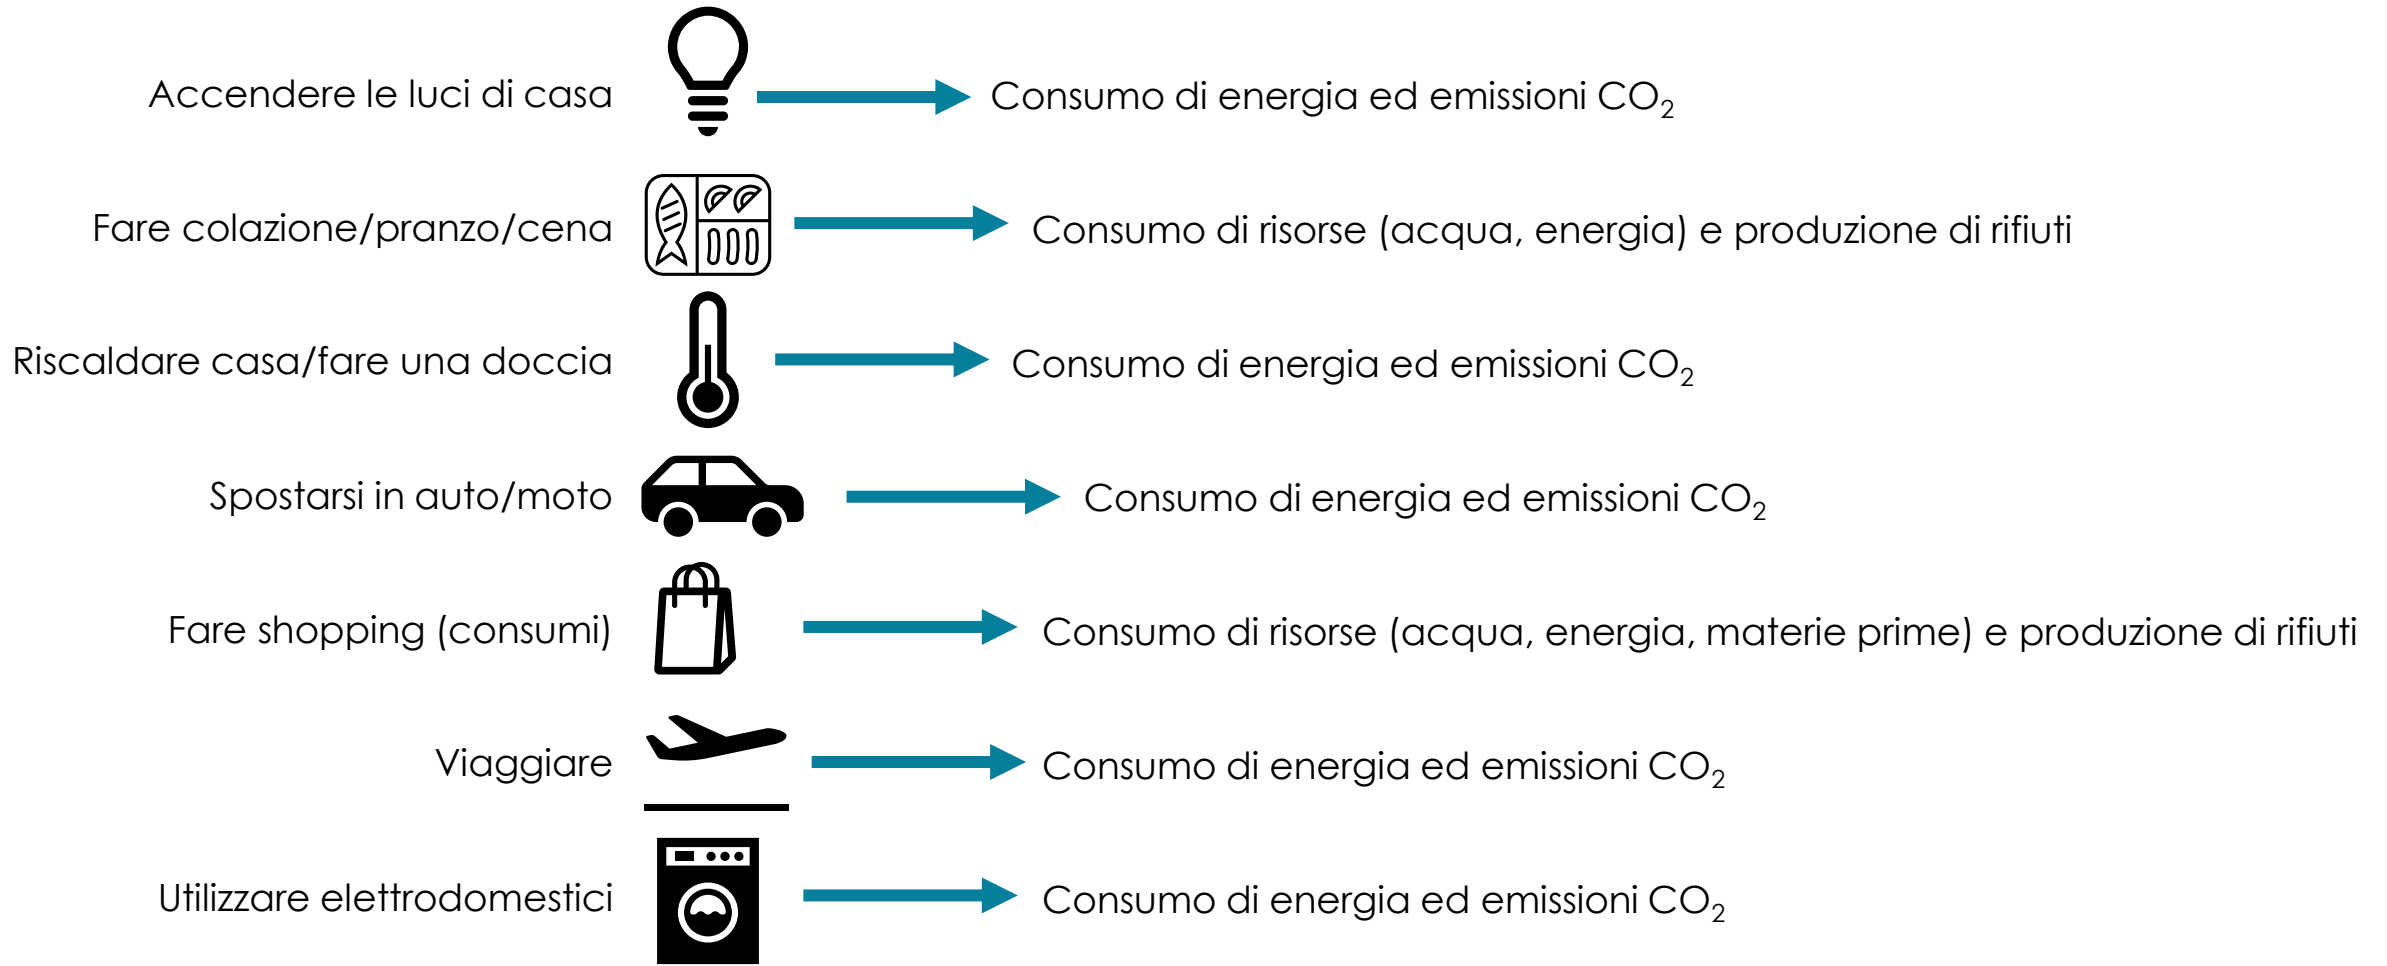 Accendere le luci di casa
Consumo di energia ed emissioni CO₂
Fare colazione/pranzo/cena
Consumo di risorse (acqua, energia) e produzione di rifiuti
Riscaldare casa/fare una doccia
Consumo di energia ed emissioni CO₂
Spostarsi in auto/moto
Consumo di energia ed emissioni CO₂
Fare shopping (consumi)
Consumo di risorse (acqua, energia, materie prime) e produzione di rifiuti
Viaggiare
Consumo di energia ed emissioni CO₂
Utilizzare elettrodomestici
Consumo di energia ed emissioni CO₂